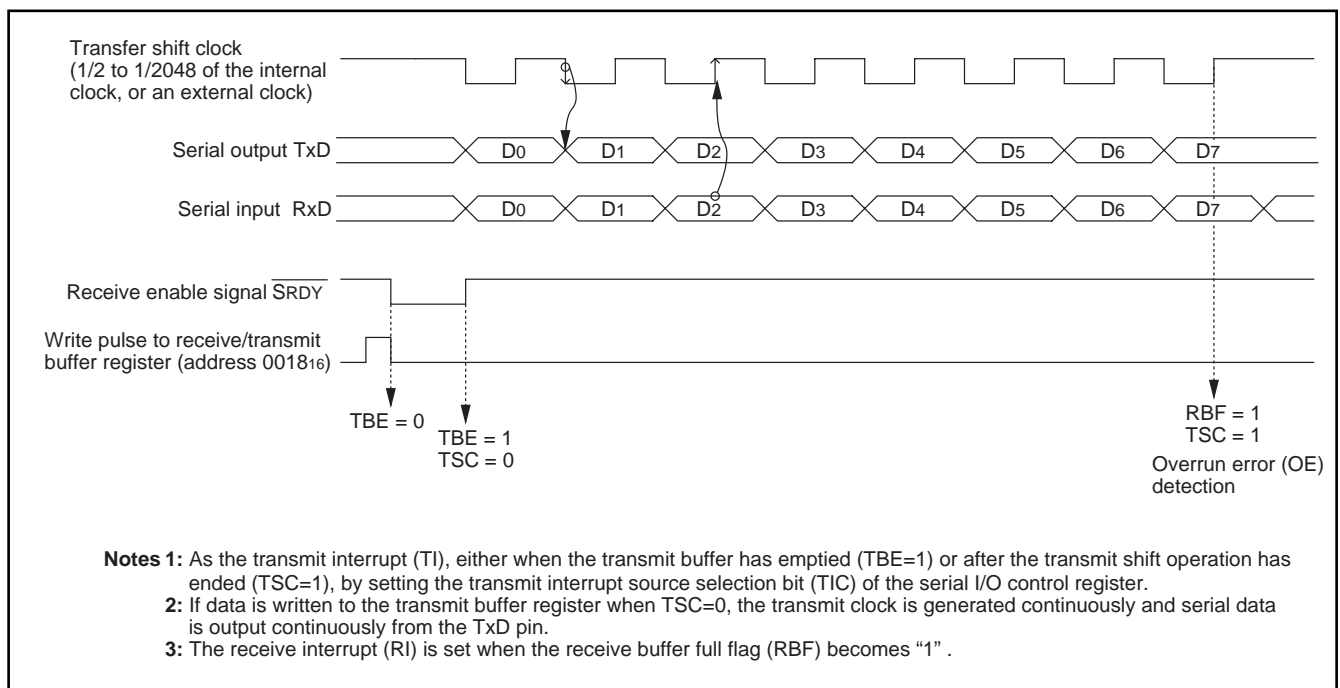 Transfer shift clock
(1/2 to 1/2048 of the internal
clock, or an external clock)
Serial output TxD
D0 D1 D2 D3 D4 D5 D6 D7
Serial input RxD
D0 D1 D2 D3 D4 D5 D6 D7
Receive enable signal SRDY
Write pulse to receive/transmit
buffer register (address 001816)
TBE = 0
TBE = 1
TSC = 0
RBF = 1
TSC = 1
Overrun error (OE)
detection
Notes 1: As the transmit interrupt (TI), either when the transmit buffer has emptied (TBE=1) or after the transmit shift operation has
ended (TSC=1), by setting the transmit interrupt source selection bit (TIC) of the serial I/O control register.
2: If data is written to the transmit buffer register when TSC=0, the transmit clock is generated continuously and serial data
is output continuously from the TxD pin.
3: The receive interrupt (RI) is set when the receive buffer full flag (RBF) becomes “1” .